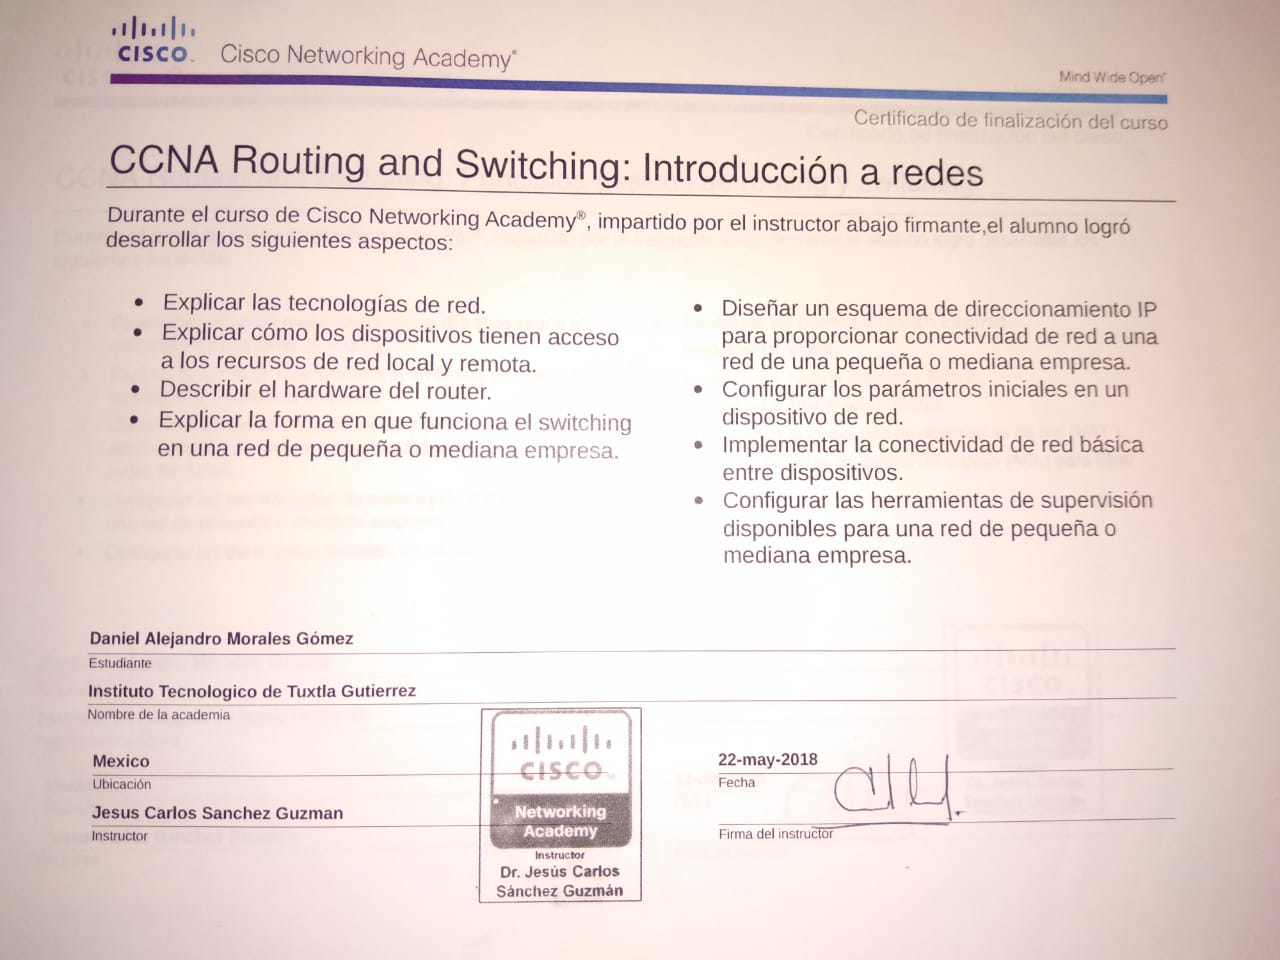 CISCO
Cisco Networking Academy®
Mind Wide Open®
Certificado de finalización del curso
CCNA Routing and Switching: Introducción a redes
Durante el curso de Cisco Networking Academy®, impartido por el instructor abajo firmante,el alumno logró
desarrollar los siguientes aspectos:
• Explicar las tecnologías de red.
• Explicar cómo los dispositivos tienen acceso
a los recursos de red local y remota.
• Describir el hardware del router.
• Explicar la forma en que funciona el switching
en una red de pequeña o mediana empresa.
• Diseñar un esquema de direccionamiento IP
para proporcionar conectividad de red a una
red de una pequeña o mediana empresa.
• Configurar los parámetros iniciales en un
dispositivo de red.
• Implementar la conectividad de red básica
entre dispositivos.
• Configurar las herramientas de supervisión
disponibles para una red de pequeña o
mediana empresa.
Daniel Alejandro Morales Gómez
Estudiante
Instituto Tecnologico de Tuxtla Gutierrez
Nombre de la academia
Mexico
Ubicación
Jesus Carlos Sanchez Guzman
Instructor
CISCO
Networking
Academy
Instructor
Dr. Jesús Carlos
Sánchez Guzmán
22-may-2018
Fecha
Firma del instructor